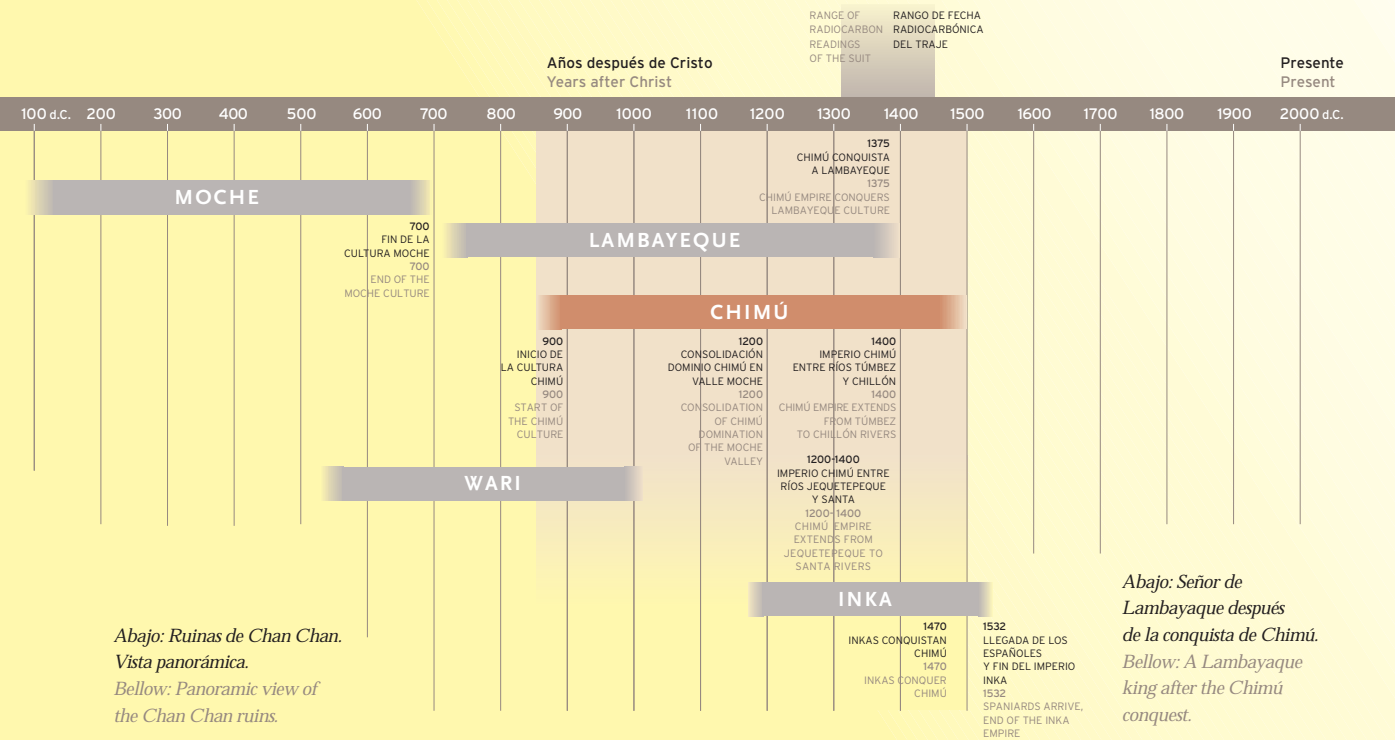 RANGE OF
RADIOCARBON
READINGS
OF THE SUIT
RANGO DE FECHA
RADIOCARBÓNICA
DEL TRAJE
Años después de Cristo
Years after Christ
Presente
Present
100 d.C. 200 300 400 500 600 700 800 900 1000 1100 1200 1300 1400 1500 1600 1700 1800 1900 2000 d.C.
1375
CHIMÚ CONQUISTA
A LAMBAYEQUE
1375
CHIMÚ EMPIRE CONQUERS
LAMBAYEQUE CULTURE
MOCHE
700
FIN DE LA
CULTURA MOCHE
700
END OF THE
MOCHE CULTURE
LAMBAYEQUE
CHIMÚ
900
INICIO DE
LA CULTURA
CHIMÚ
900
START OF
THE CHIMÚ
CULTURE
1200
CONSOLIDACIÓN
DOMINIO CHIMÚ EN
VALLE MOCHE
1200
CONSOLIDATION
OF CHIMÚ
DOMINATION
OF THE MOCHE
VALLEY
1400
IMPERIO CHIMÚ
ENTRE RÍOS TÚMBEZ
Y CHILLÓN
1400
CHIMÚ EMPIRE EXTENDS
FROM TÚMBEZ
TO CHILLÓN RIVERS
1200-1400
IMPERIO CHIMÚ ENTRE
RÍOS JEQUETEPEQUE
Y SANTA
1200-1400
CHIMÚ EMPIRE
EXTENDS FROM
JEQUETEPEQUE TO
SANTA RIVERS
WARI
INKA
1470
INKAS CONQUISTAN
CHIMÚ
1470
INKAS CONQUER
CHIMÚ
1532
LLEGADA DE LOS
ESPAÑOLES
Y FIN DEL IMPERIO
INKA
1532
SPANIARDS ARRIVE,
END OF THE INKA
EMPIRE
Abajo: Ruinas de Chan Chan.
Vista panorámica.
Bellow: Panoramic view of
the Chan Chan ruins.
Abajo: Señor de
Lambayaque después
de la conquista de Chimú.
Bellow: A Lambayaque
king after the Chimú
conquest.